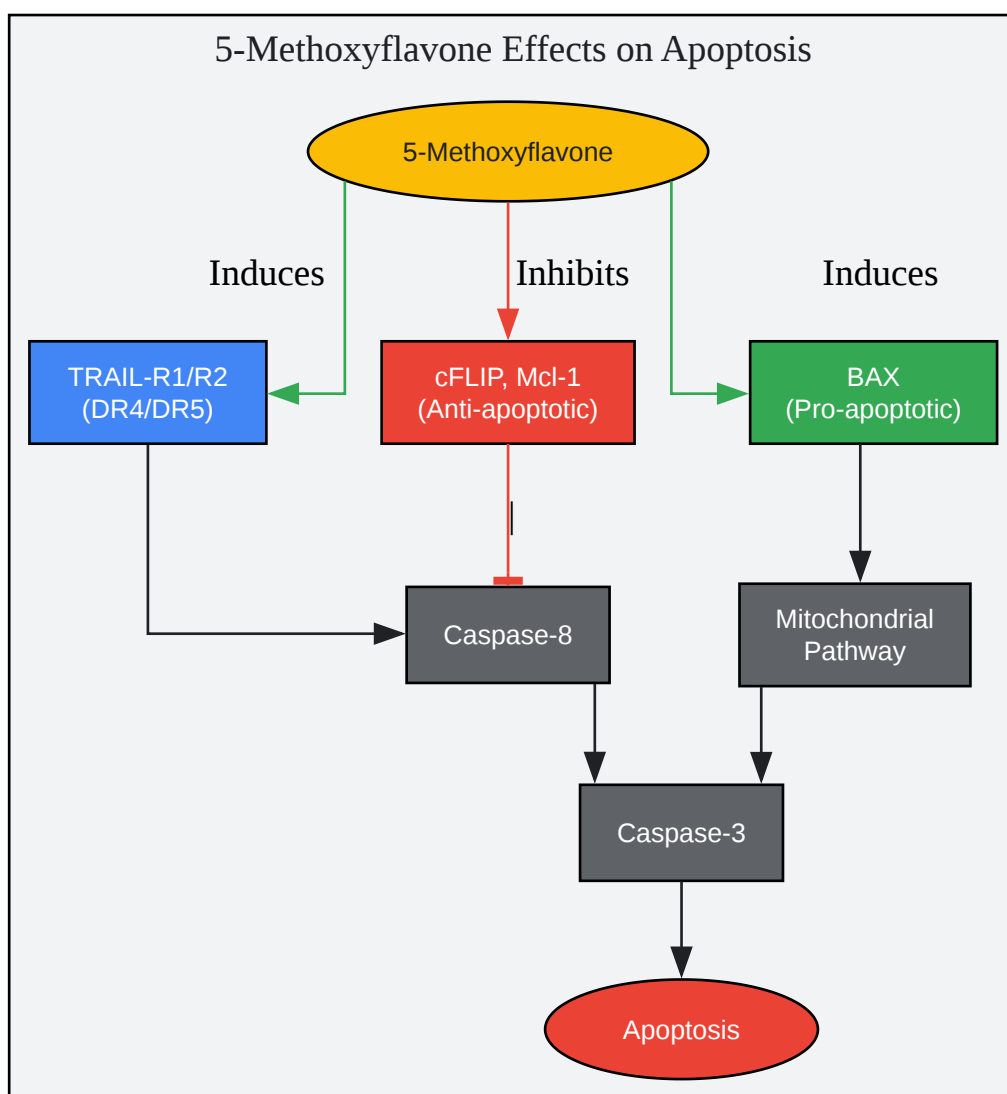 5-Methoxyflavone Effects on Apoptosis
5-Methoxyflavone
Induces
Inhibits
Induces
TRAIL-R1/R2
(DR4/DR5)
cFLIP, Mcl-1
(Anti-apoptotic)
BAX
(Pro-apoptotic)
|
Caspase-8
Mitochondrial
Pathway
Caspase-3
Apoptosis